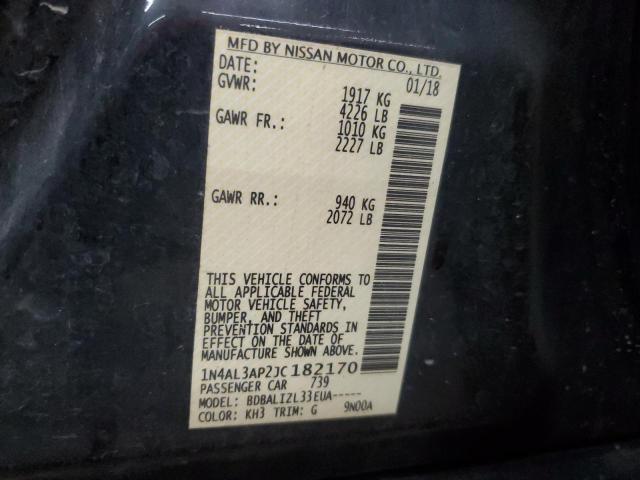 MFD BY NISSAN MOTOR CO., LTD.
DATE: 01/18
GVWR: 1917 KG
4226 LB
GAWR FR.: 1010 KG
2227 LB
GAWR RR.: 940 KG
2072 LB
THIS VEHICLE CONFORMS TO
ALL APPLICABLE FEDERAL
MOTOR VEHICLE SAFETY,
BUMPER, AND THEFT
PREVENTION STANDARDS IN
EFFECT ON THE DATE OF
MANUFACTURE SHOWN ABOVE.
1N4AL3AP2JC182170
PASSENGER CAR 739
MODEL: BDBALIZL33EUA-----
COLOR: KH3 TRIM: G 9N00A